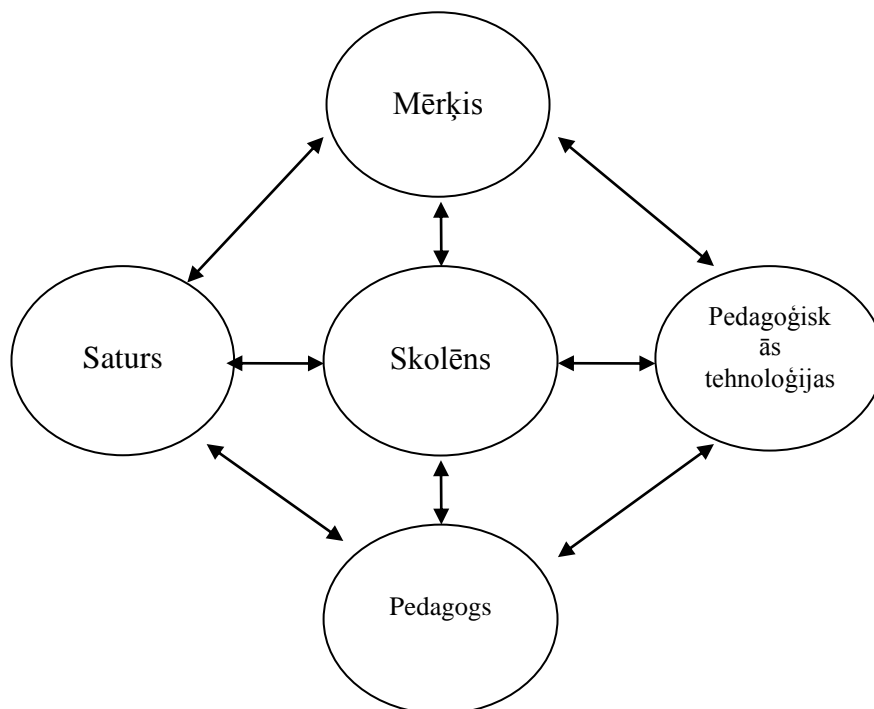 Mērķis
Saturs
Skolēns
Pedagoģisk
ās
tehnoloģijas
Pedagogs